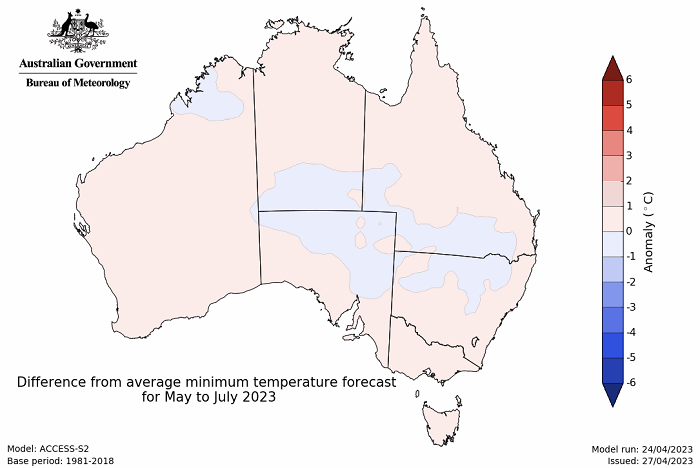 Australian Government
Bureau of Meteorology
6
5
4
3
2
1
0
-1
-2
-3
-4
-5
-6
Anomaly (°C)
Difference from average minimum temperature forecast
for May to July 2023
Model: ACCESS-S2
Base period: 1981-2018
Model run: 24/04/2023
Issued: 27/04/2023